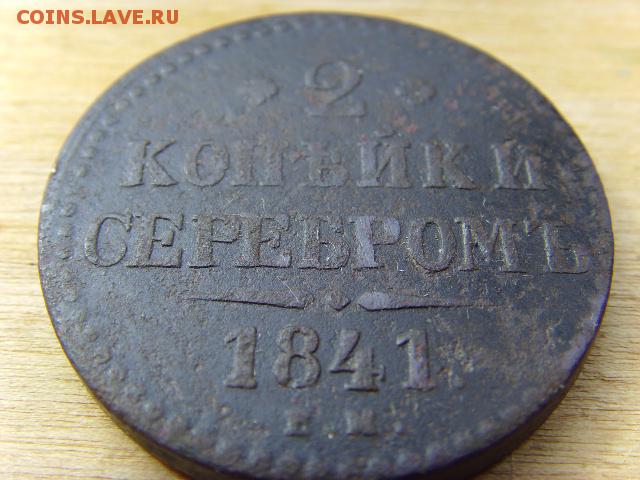 COINS.LAVE.RU
2
КОПѢЙКИ
СЕРЕБРОМЪ
1841.
Е.М.